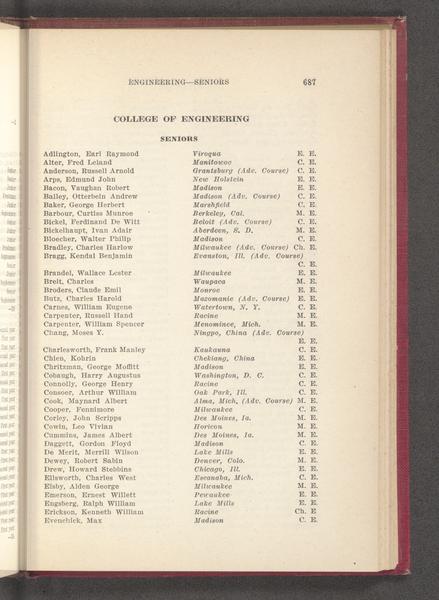 ENGINEERING—SENIORS 687
COLLEGE OF ENGINEERING
SENIORS
Adlington, Earl Raymond Viroqua E. E.
Alter, Fred Leland Manitowoc C. E.
Anderson, Russell Arnold Grantsburg (Adv. Course) C. E.
Arps, Edmund John New Holstein E. E.
Bacon, Vaughan Robert Madison E. E.
Bailey, Otterbein Andrew Madison (Adv. Course) C. E.
Baker, George Herbert Marshfield C. E.
Barbour, Curtiss Munroe Berkeley, Cal. M. E.
Bickel, Ferdinand De Witt Beloit (Adv. Course) C. E.
Bickelhaupt, Ivan Adair Aberdeen, S. D. M. E.
Bloecher, Walter Philip Madison C. E.
Bradley, Charles Harlow Milwaukee (Adv. Course) Ch. E.
Bragg, Kendal Benjamin Evanston, Ill. (Adv. Course)
C. E.
Brandel, Wallace Lester Milwaukee E. E.
Breit, Charles Waupaca M. E.
Broders, Claude Emil Monroe E. E.
Butz, Charles Harold Mazomanie (Adv. Course) E. E.
Carnes, William Eugene Watertown, N. Y. C. E.
Carpenter, Russell Hand Racine M. E.
Carpenter, William Spencer Menominee, Mich. M. E.
Chang, Moses Y. Ningpo, China (Adv. Course)
E. E.
Charlesworth, Frank Manley Kaukauna C. E.
Chien, Kohrin Chekiang, China E. E.
Chritzman, George Moffitt Madison E. E.
Cobaugh, Harry Augustus Washington, D. C. C. E.
Connolly, George Henry Racine C. E.
Consoer, Arthur William Oak Park, Ill. C. E.
Cook, Maynard Albert Alma, Mich, (Adv. Course) M. E.
Cooper, Fennimore Milwaukee C. E.
Corley, John Scripps Des Moines, Ia. M. E.
Cowin, Leo Vivian Horicon M. E.
Cummins, James Albert Des Moines, Ia. M. E.
Daggett, Gordon Floyd Madison C. E.
De Merit, Merrill Wilson Lake Mills E. E.
Dewey, Robert Sabin Denver, Colo. M. E.
Drew, Howard Stebbins Chicago, Ill. E. E.
Ellsworth, Charles West Escanaba, Mich. C. E.
Elsby, Alden George Milwaukee M. E.
Emerson, Ernest Willett Pewaukee E. E.
Engsberg, Ralph William Lake Mills E. E.
Erickson, Kenneth William Racine Ch. E
Evenchick, Max Madison C. E.